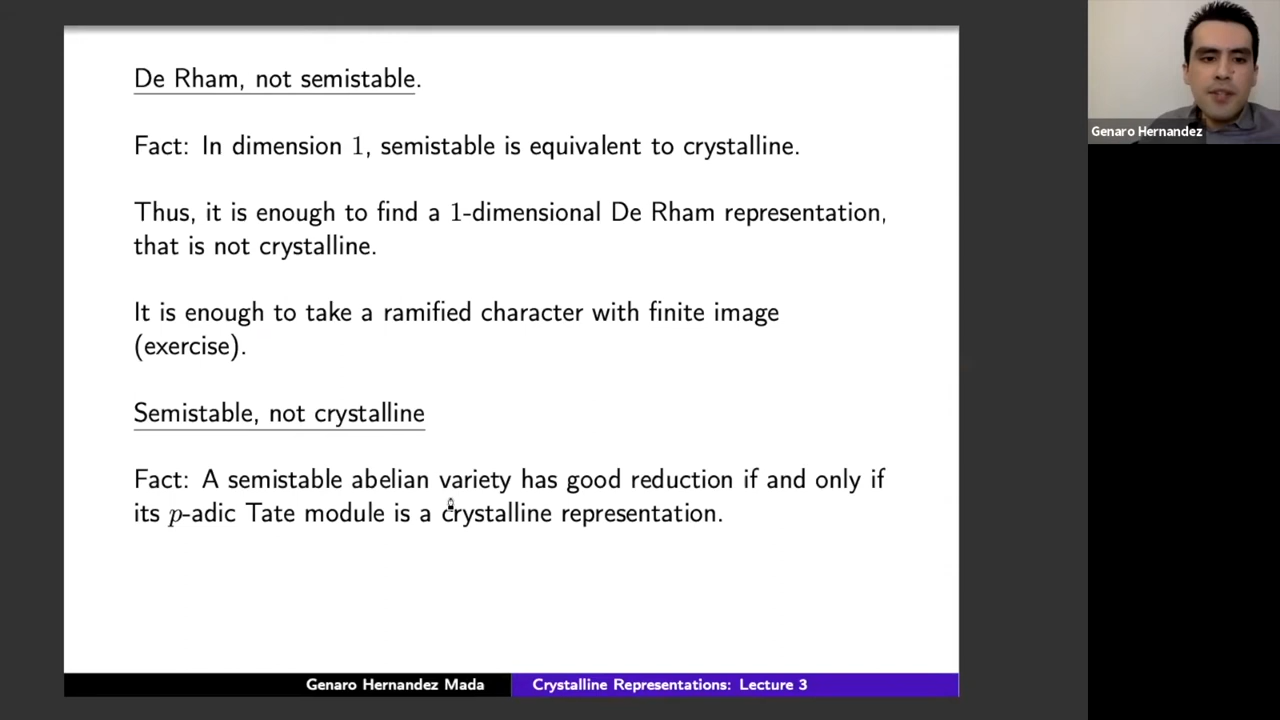 De Rham, not semistable.
Fact: In dimension 1, semistable is equivalent to crystalline.
Thus, it is enough to find a 1-dimensional De Rham representation,
that is not crystalline.
It is enough to take a ramified character with finite image
(exercise).
Semistable, not crystalline
Fact: A semistable abelian variety has good reduction if and only if
its p-adic Tate module is a crystalline representation.
Genaro Hernandez Mada
Crystalline Representations: Lecture 3
Genaro Hernandez